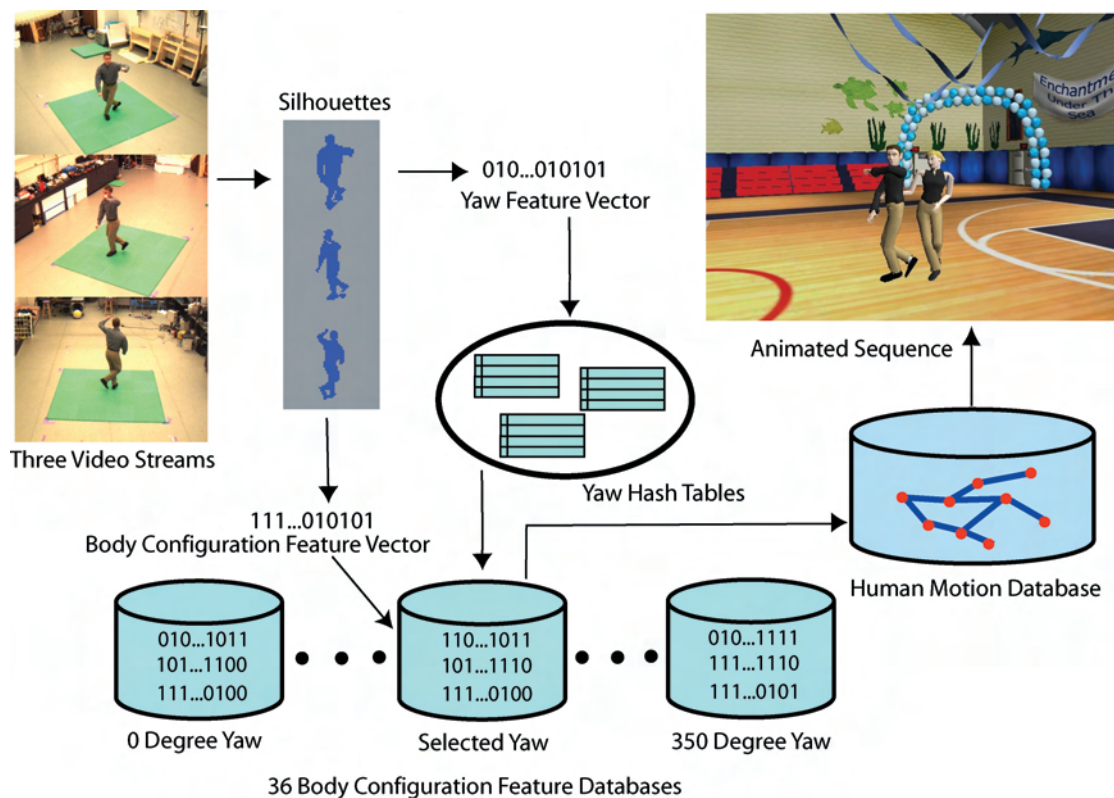 Silhouettes
Enchantme
Under The
Sea
010...010101
Yaw Feature Vector
Animated Sequence
Three Video Streams
Yaw Hash Tables
111...010101
Body Configuration Feature Vector
Human Motion Database
010...1011
101...1100
111...0100
110...1011
101...1110
111...0100
010...1111
111...1110
111...0101
0 Degree Yaw
Selected Yaw
350 Degree Yaw
36 Body Configuration Feature Databases